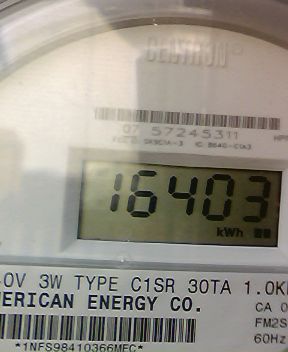 CENTRON®
07 57245311
16403
kWh
0V 3W TYPE C1SR 30TA 1.0K
MERICAN ENERGY CO.
CA 0
FM2S
60Hz
*1NFS98410366MEC*